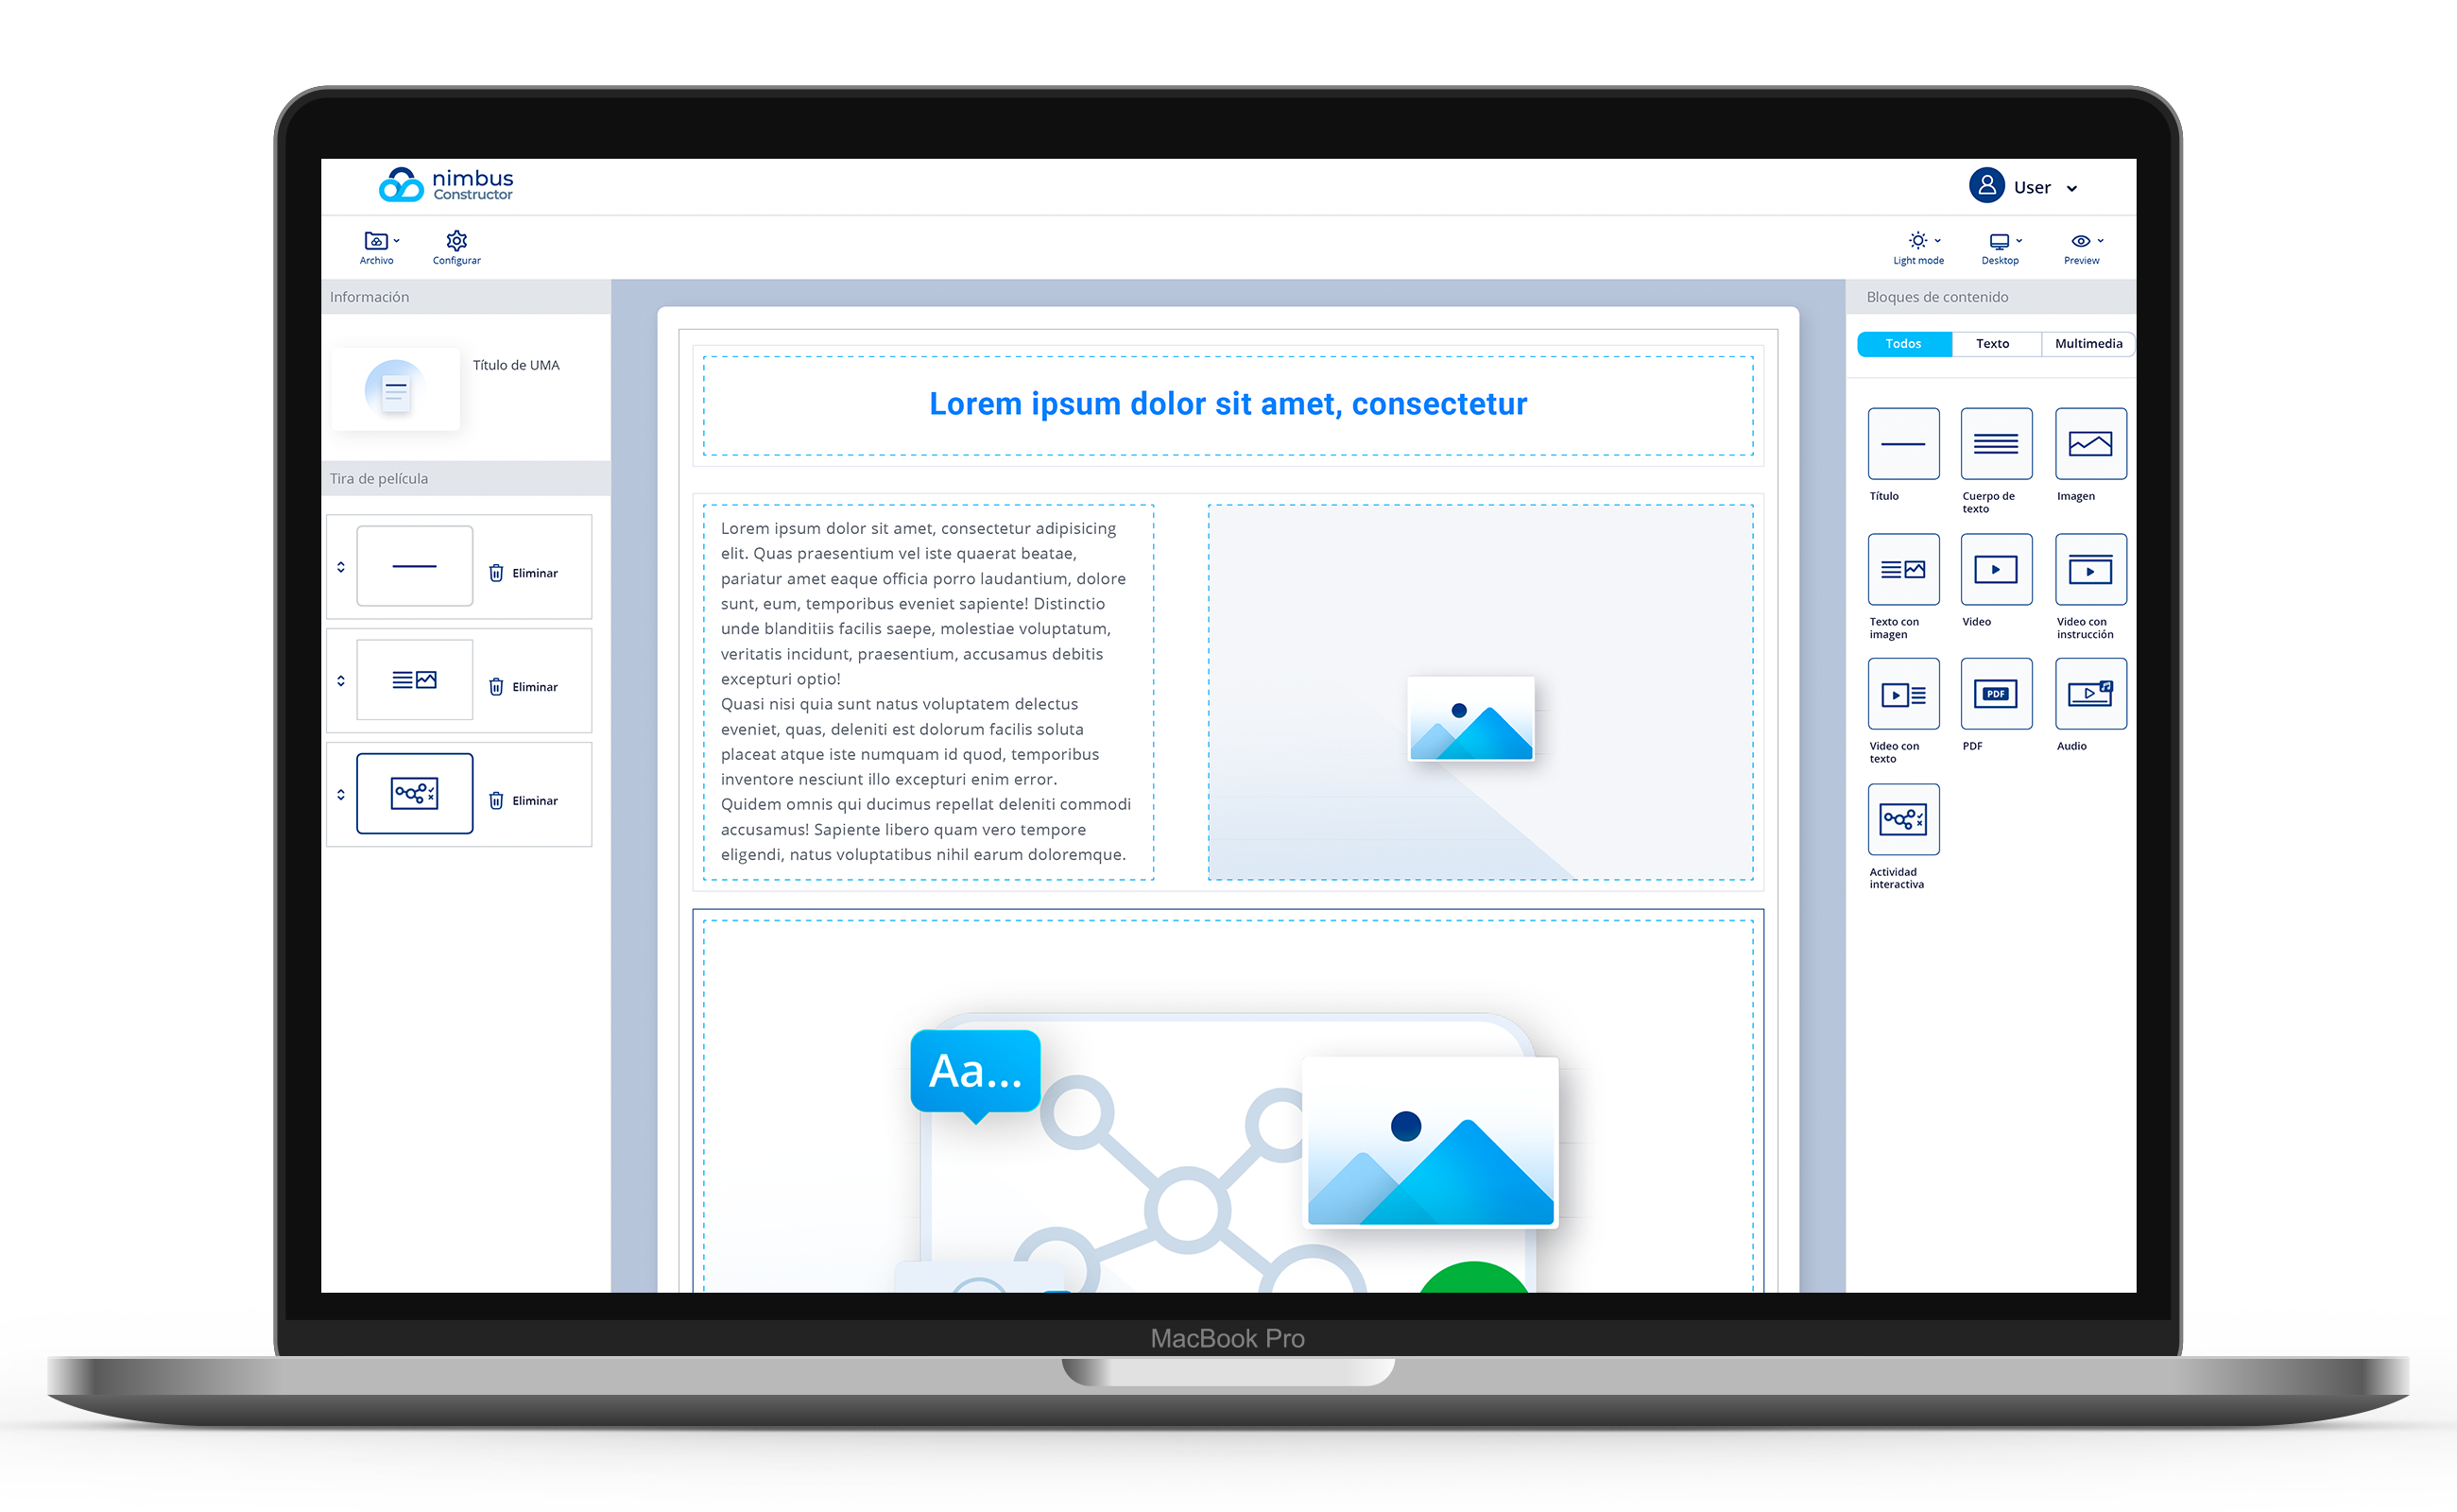 nimbus
Constructor
User
Archivo
Configurar
Light mode
Desktop
Preview
Información
Título de UMA
Tira de película
Eliminar
Eliminar
Eliminar
Lorem ipsum dolor sit amet, consectetur
Lorem ipsum dolor sit amet, consectetur adipisicing
elit. Quas praesentium vel iste quaerat beatae,
pariatur amet eaque officia porro laudantium, dolore
sunt, eum, temporibus eveniet sapiente! Distinctio
unde blanditiis facilis saepe, molestiae voluptatum,
veritatis incidunt, praesentium, accusamus debitis
excepturi optio!
Quasi nisi quia sunt natus voluptatem delectus
eveniet, quas, deleniti est dolorum facilis soluta
placeat atque iste numquam id quod, temporibus
inventore nesciunt illo excepturi enim error.
Quidem omnis qui ducimus repellat deleniti commodi
accusamus! Sapiente libero quam vero tempore
eligendi, natus voluptatibus nihil earum doloremque.
Aa...
Bloques de contenido
Todos
Texto
Multimedia
Título
Cuerpo de
texto
Imagen
Texto con
imagen
Video
Video con
instrucción
Video con
texto
PDF
PDF
Audio
Actividad
interactiva
MacBook Pro